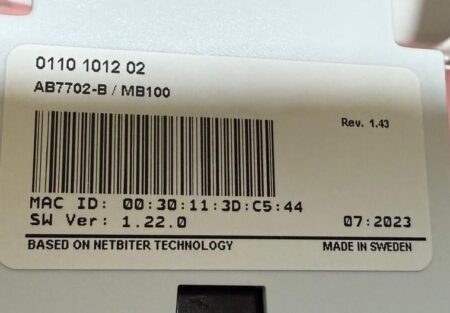 0110 1012 02
AB7702-B / MB100
Rev. 1.43
MAC ID: 00:30:11:3D:C5:44
SW Ver: 1.22.0 07:2023
BASED ON NETBITER TECHNOLOGY MADE IN SWEDEN